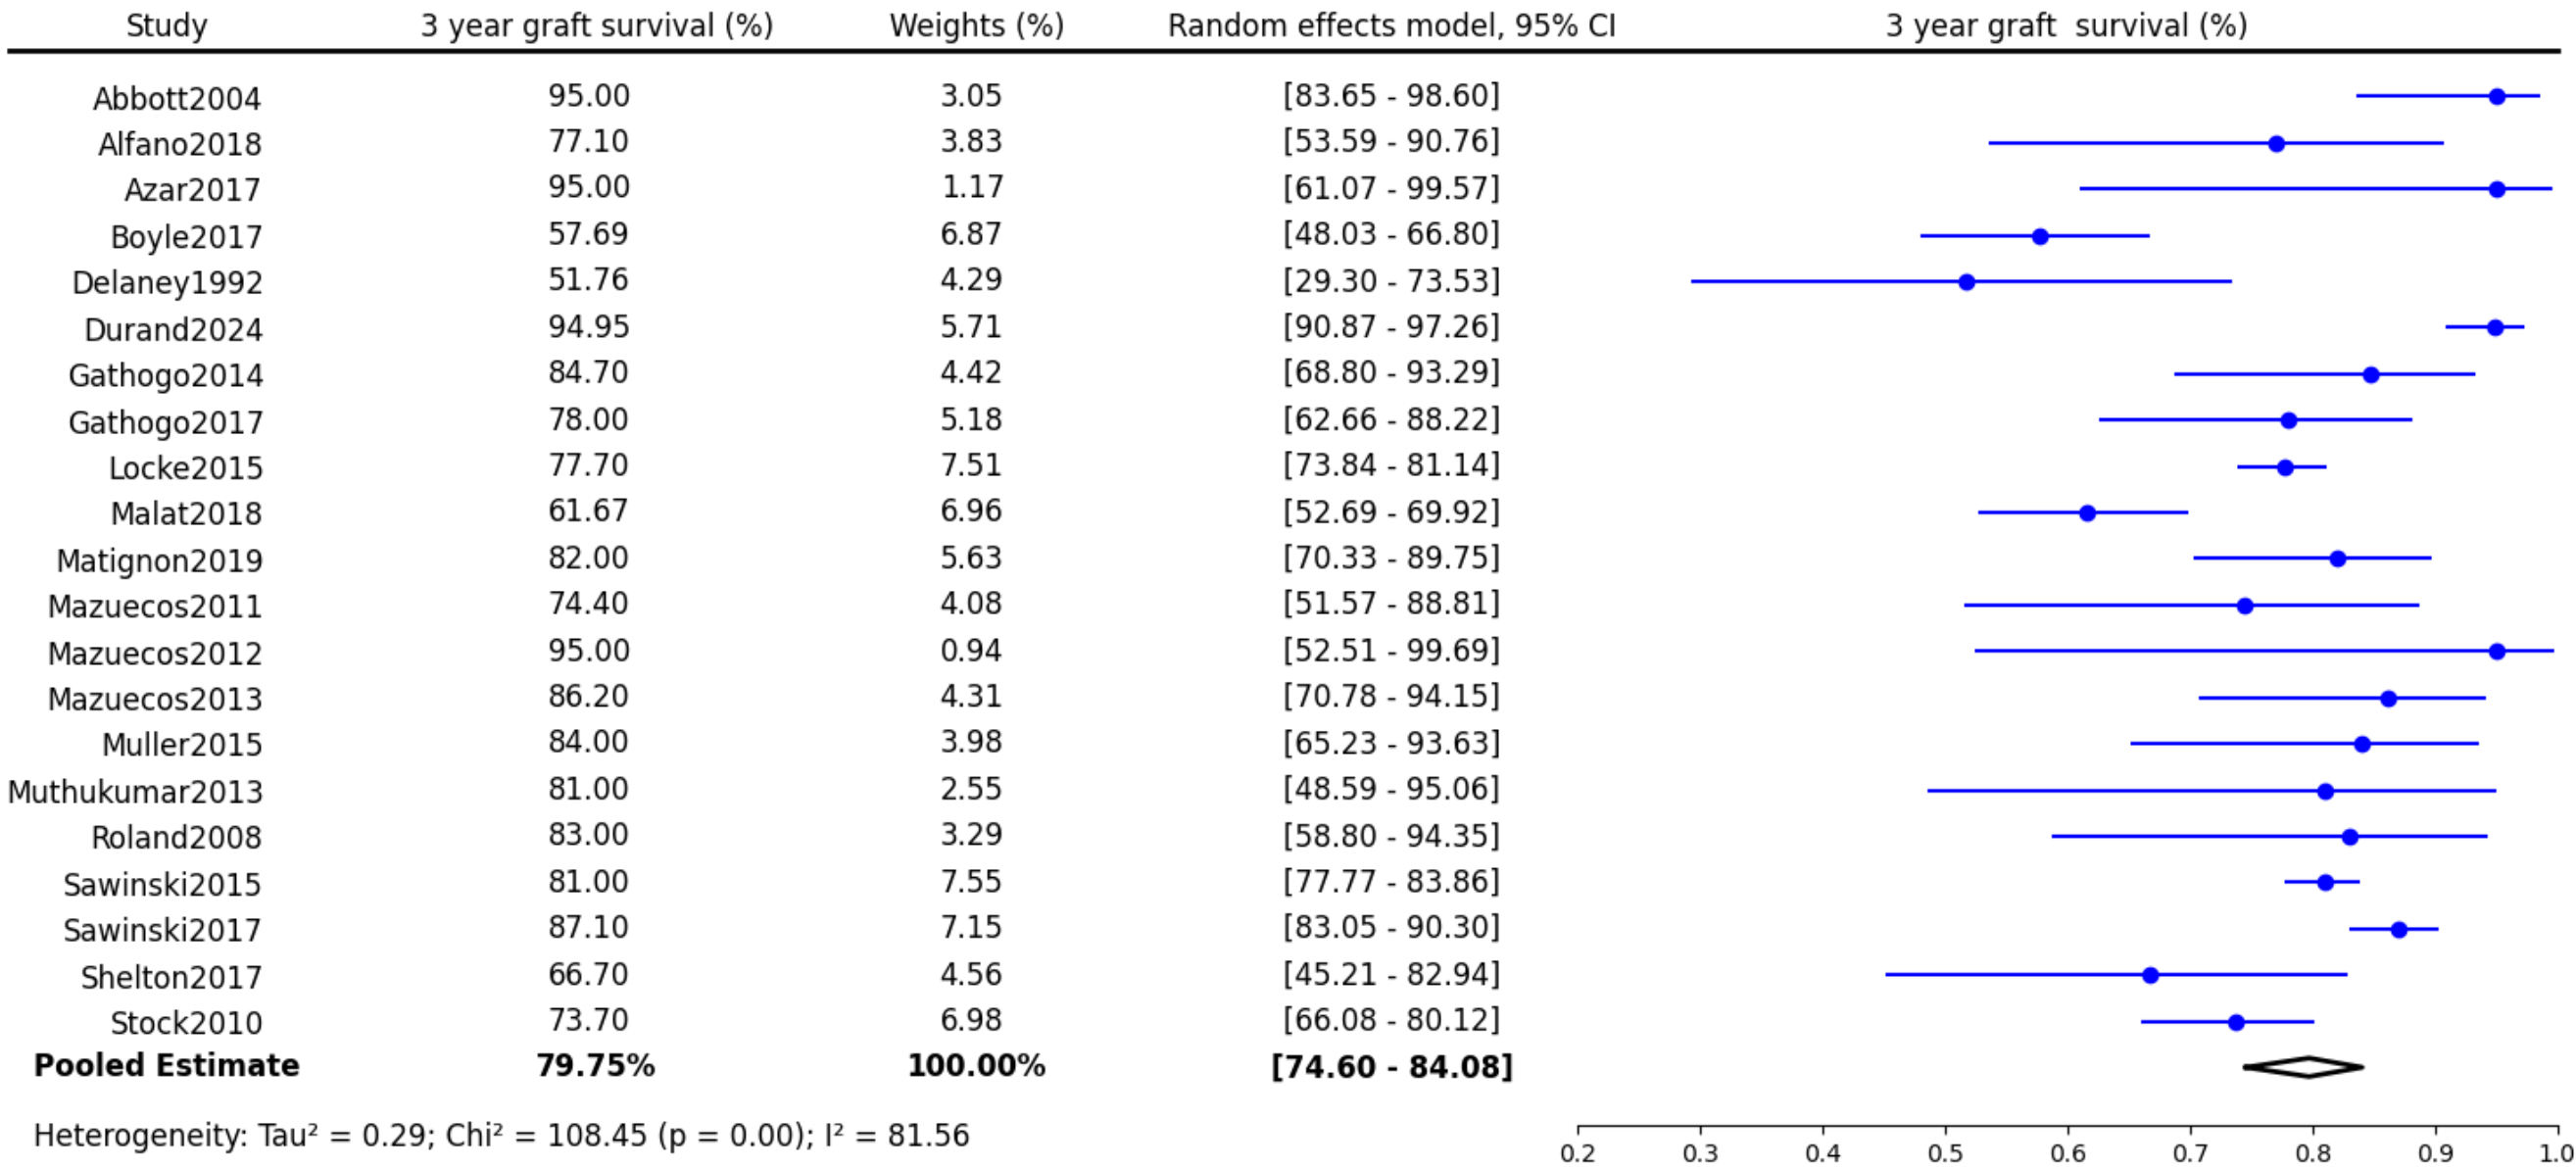 Study 3 year graft survival (%) Weights (%) Random effects model, 95% CI 3 year graft survival (%)
Abbott2004 95.00 3.05 [83.65 - 98.60]
Alfano2018 77.10 3.83 [53.59 - 90.76]
Azar2017 95.00 1.17 [61.07 - 99.57]
Boyle2017 57.69 6.87 [48.03 - 66.80]
Delaney1992 51.76 4.29 [29.30 - 73.53]
Durand2024 94.95 5.71 [90.87 - 97.26]
Gathogo2014 84.70 4.42 [68.80 - 93.29]
Gathogo2017 78.00 5.18 [62.66 - 88.22]
Locke2015 77.70 7.51 [73.84 - 81.14]
Malat2018 61.67 6.96 [52.69 - 69.92]
Matignon2019 82.00 5.63 [70.33 - 89.75]
Mazuecos2011 74.40 4.08 [51.57 - 88.81]
Mazuecos2012 95.00 0.94 [52.51 - 99.69]
Mazuecos2013 86.20 4.31 [70.78 - 94.15]
Muller2015 84.00 3.98 [65.23 - 93.63]
Muthukumar2013 81.00 2.55 [48.59 - 95.06]
Roland2008 83.00 3.29 [58.80 - 94.35]
Sawinski2015 81.00 7.55 [77.77 - 83.86]
Sawinski2017 87.10 7.15 [83.05 - 90.30]
Shelton2017 66.70 4.56 [45.21 - 82.94]
Stock2010 73.70 6.98 [66.08 - 80.12]
Pooled Estimate 79.75% 100.00% [74.60 - 84.08]
Heterogeneity: Tau² = 0.29; Chi² = 108.45 (p = 0.00); I² = 81.56
0.2 0.3 0.4 0.5 0.6 0.7 0.8 0.9 1.0